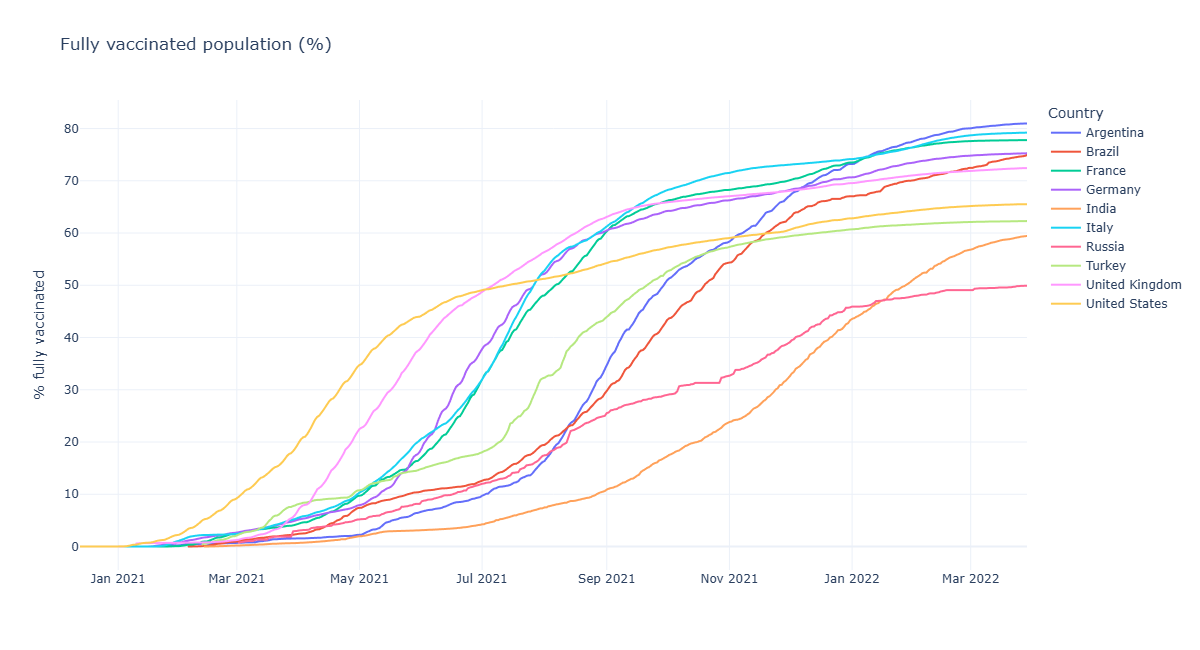 Fully vaccinated population (%)
% fully vaccinated
80
70
60
50
40
30
20
10
0
Jan 2021
Mar 2021
May 2021
Jul 2021
Sep 2021
Nov 2021
Jan 2022
Mar 2022
Country
Argentina
Brazil
France
Germany
India
Italy
Russia
Turkey
United Kingdom
United States